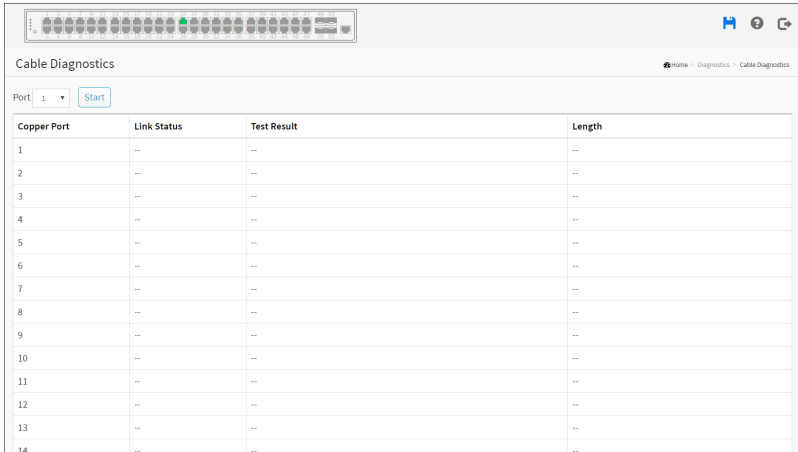 Cable Diagnostics
Home > Diagnostics > Cable Diagnostics
Port 1 Start
Copper Port Link Status Test Result Length
1 -- -- --
2 -- -- --
3 -- -- --
4 -- -- --
5 -- -- --
6 -- -- --
7 -- -- --
8 -- -- --
9 -- -- --
10 -- -- --
11 -- -- --
12 -- -- --
13 -- -- --
14 -- -- --